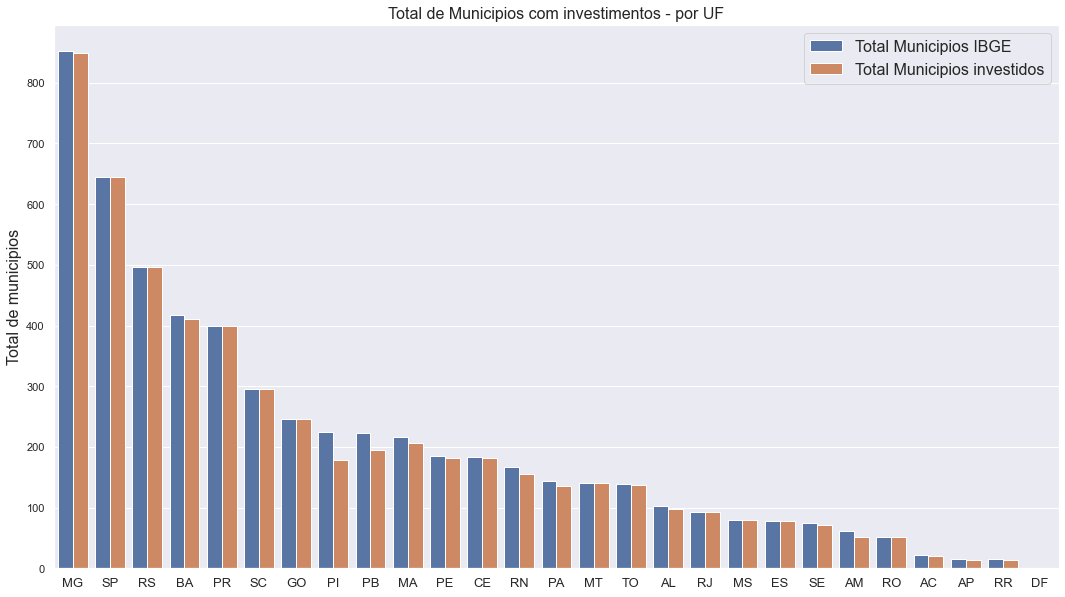 Total de Municipios com investimentos - por UF
Total Municipios IBGE
Total Municipios investidos
Total de municipios
800
700
600
500
400
300
200
100
0
MG SP RS BA PR SC GO PI PB MA PE CE RN PA MT TO AL RJ MS ES SE AM RO AC AP RR DF